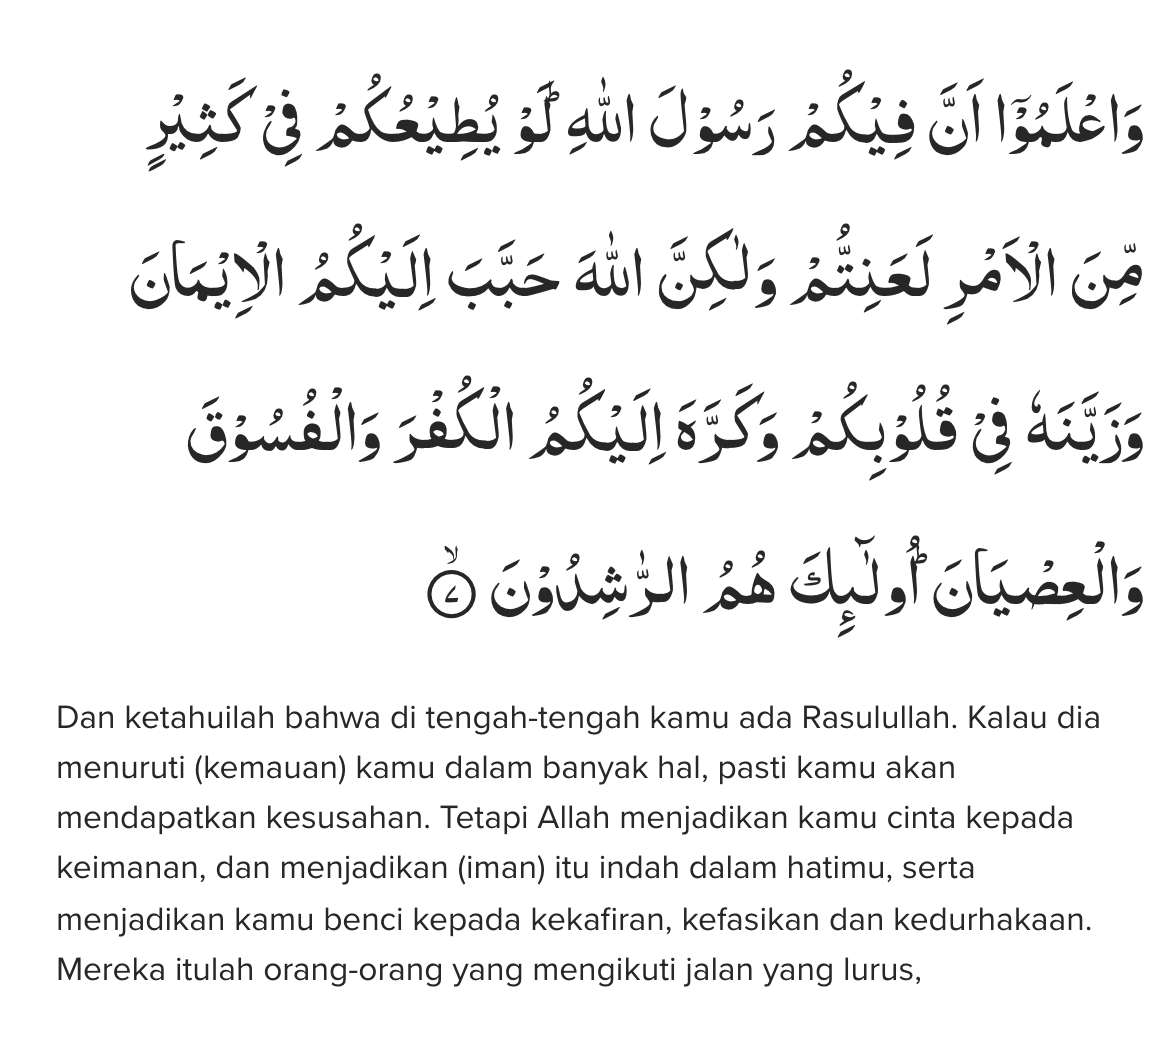 وَاعْلَمُوْٓا اَنَّ فِيْكُمْ رَسُوْلَ اللّٰهِ ۗ لَوْ يُطِيْعُكُمْ فِيْ كَثِيْرٍ
مِّنَ الْاَمْرِ لَعَنِتُّمْ وَلٰكِنَّ اللّٰهَ حَبَّبَ اِلَيْكُمُ الْاِيْمَانَ
وَزَيَّنَهٗ فِيْ قُلُوْبِكُمْ وَكَرَّهَ اِلَيْكُمُ الْكُفْرَ وَالْفُسُوْقَ
وَالْعِصْيَانَ ۗ اُولٰۤىِٕكَ هُمُ الرّٰشِدُوْنَ ۙ ٧
Dan ketahuilah bahwa di tengah-tengah kamu ada Rasulullah. Kalau dia
menuruti (kemauan) kamu dalam banyak hal, pasti kamu akan
mendapatkan kesusahan. Tetapi Allah menjadikan kamu cinta kepada
keimanan, dan menjadikan (iman) itu indah dalam hatimu, serta
menjadikan kamu benci kepada kekafiran, kefasikan dan kedurhakaan.
Mereka itulah orang-orang yang mengikuti jalan yang lurus,